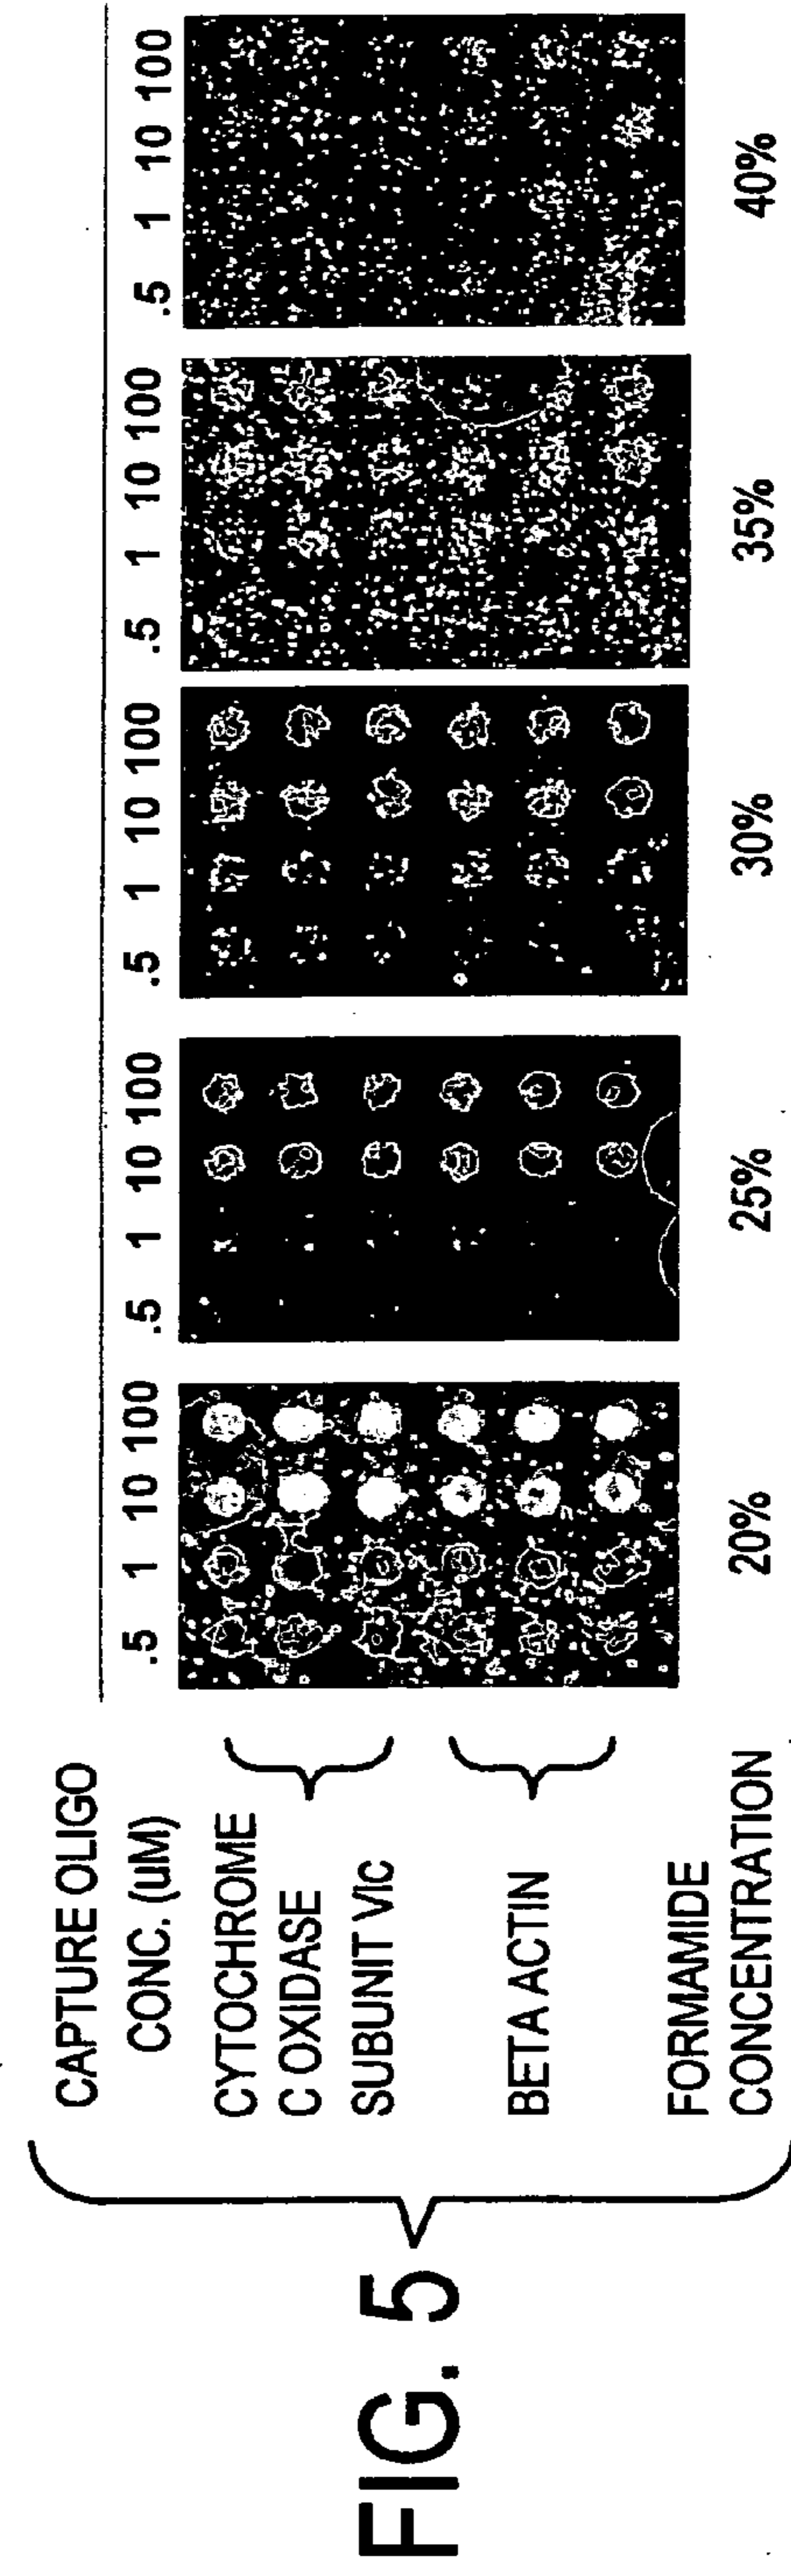 FIG. 5
CAPTURE OLIGO
CONC. (uM)
.5 1 10 100 .5 1 10 100 .5 1 10 100 .5 1 10 100 .5 1 10 100
CYTOCHROME
C OXIDASE
SUBUNIT VIc
BETA ACTIN
FORMAMIDE
CONCENTRATION
20% 25% 30% 35% 40%